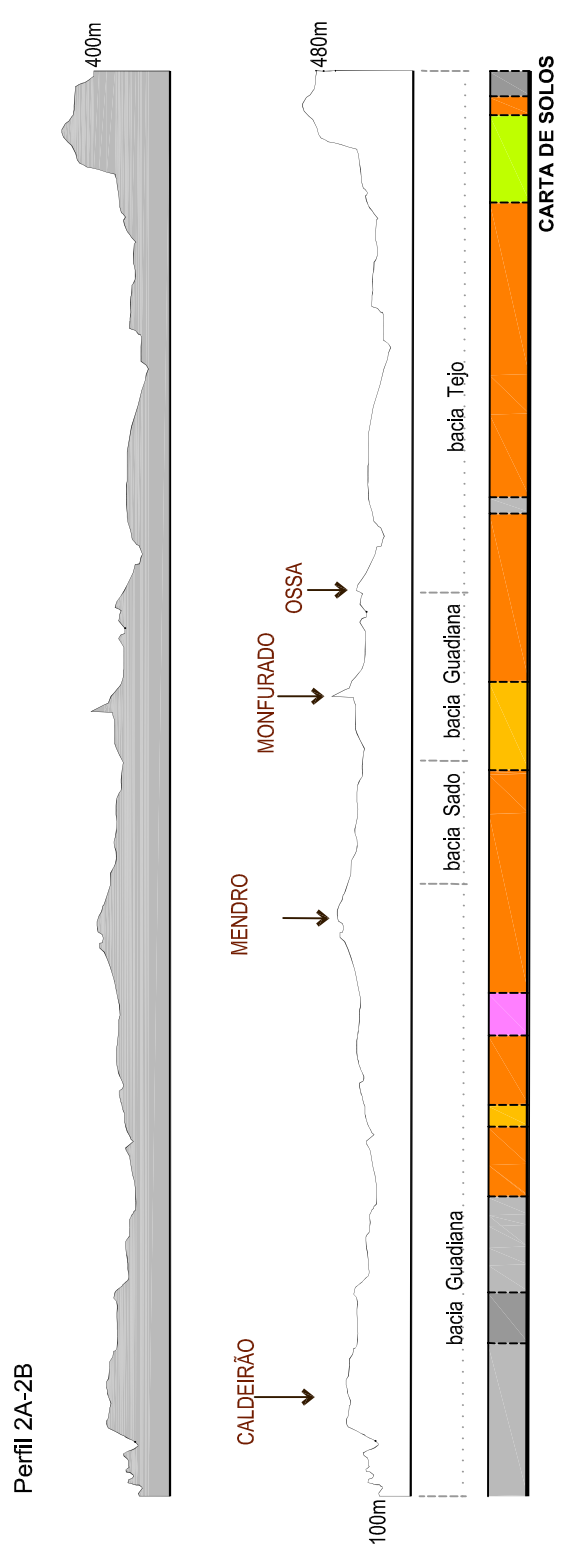 Perfil 2A-2B
400m
CALDEIRÃO
MENDRO
MONFURADO
OSSA
100m
480m
bacia Guadiana
bacia Sado
bacia Guadiana
bacia Tejo
CARTA DE SOLOS